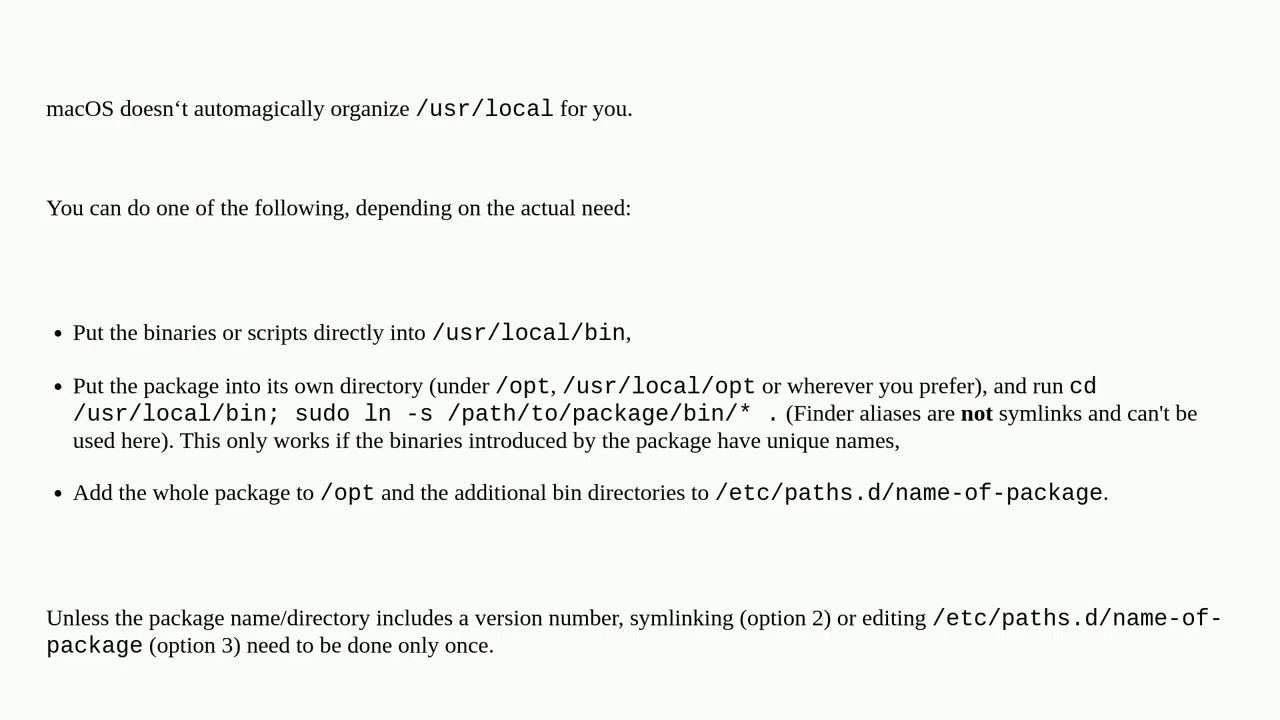 macOS doesn‘t automagically organize /usr/local for you.
You can do one of the following, depending on the actual need:
• Put the binaries or scripts directly into /usr/local/bin,
• Put the package into its own directory (under /opt, /usr/local/opt or wherever you prefer), and run cd
/usr/local/bin; sudo ln -s /path/to/package/bin/* . (Finder aliases are not symlinks and can't be
used here). This only works if the binaries introduced by the package have unique names,
• Add the whole package to /opt and the additional bin directories to /etc/paths.d/name-of-package.
Unless the package name/directory includes a version number, symlinking (option 2) or editing /etc/paths.d/name-of-
package (option 3) need to be done only once.